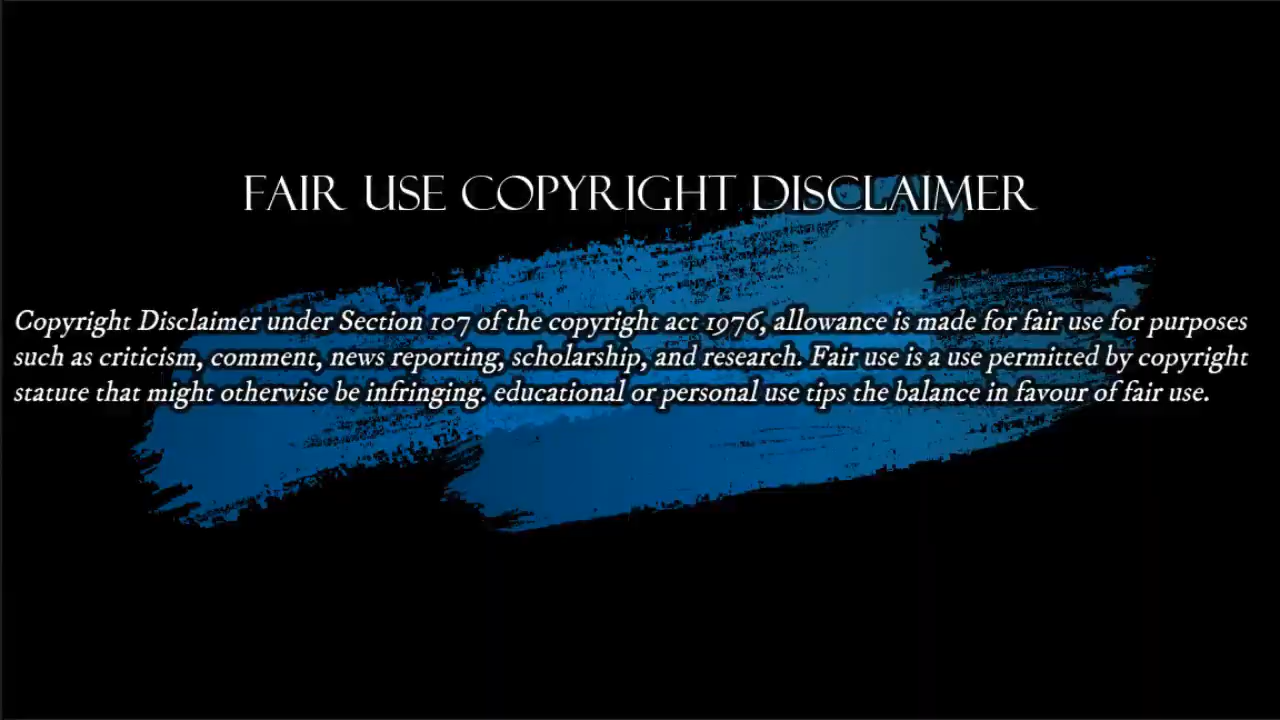 FAIR USE COPYRIGHT DISCLAIMER
Copyright Disclaimer under Section 107 of the copyright act 1976, allowance is made for fair use for purposes
such as criticism, comment, news reporting, scholarship, and research. Fair use is a use permitted by copyright
statute that might otherwise be infringing. educational or personal use tips the balance in favour of fair use.